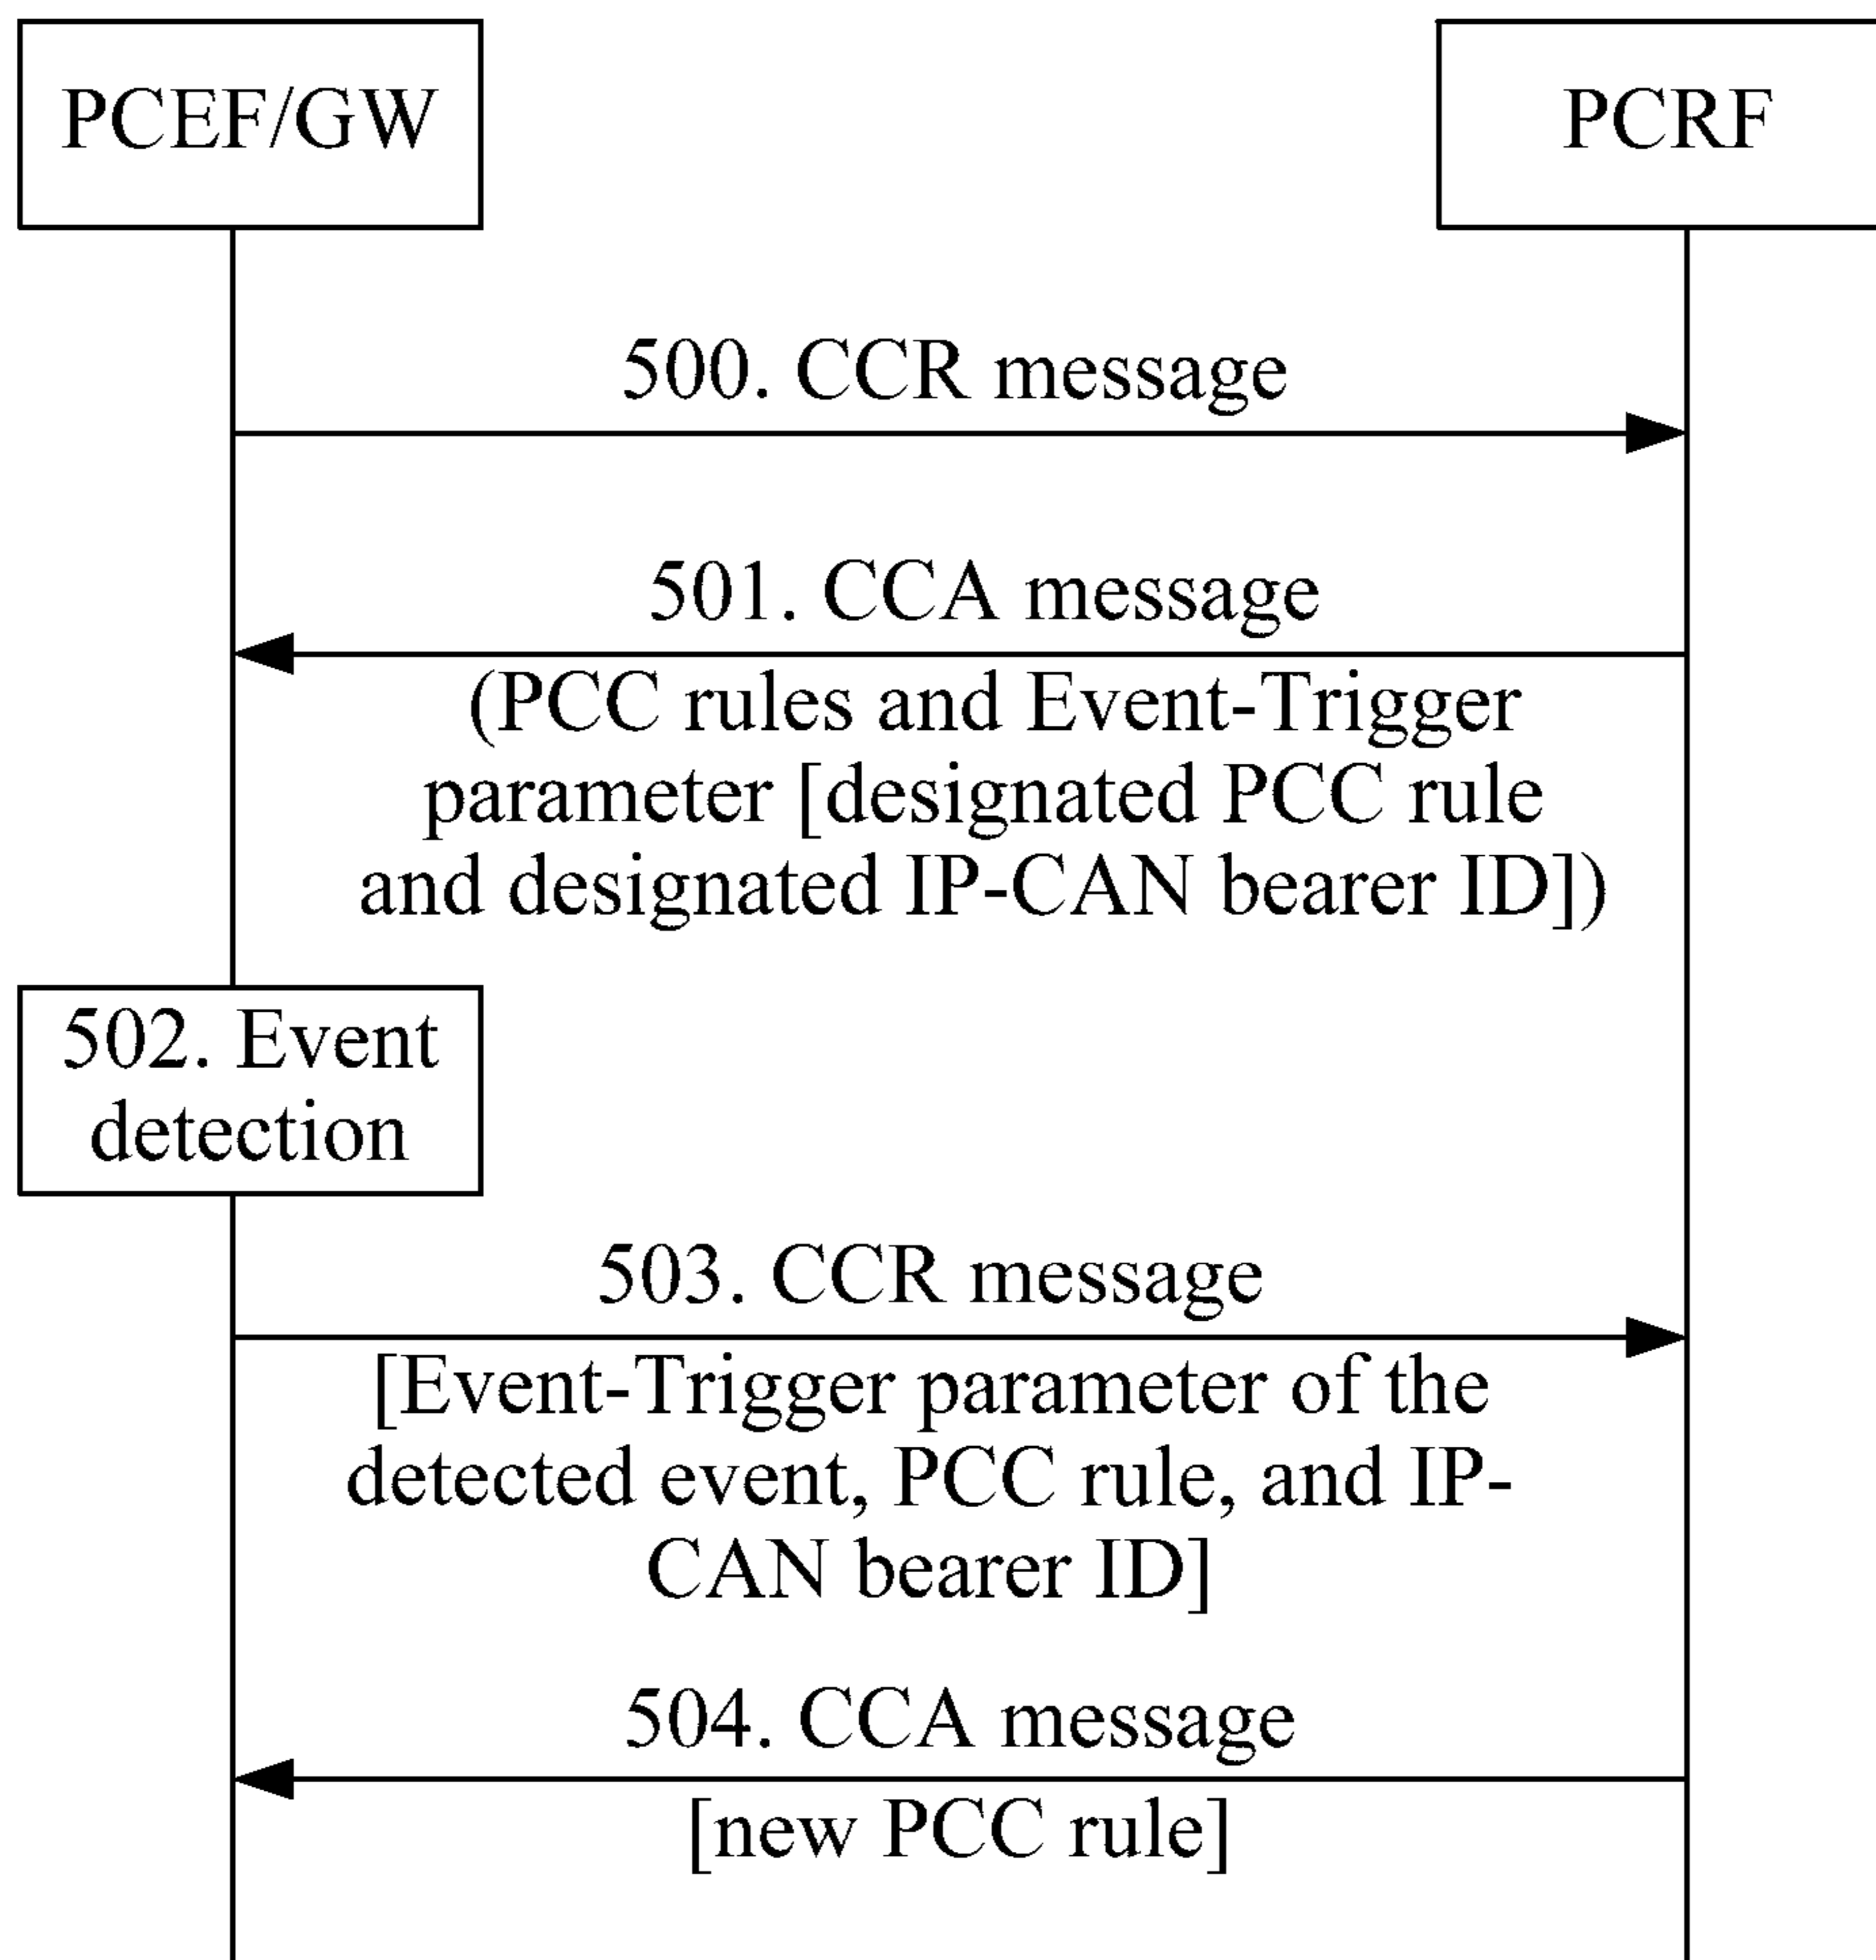 PCEF/GW
PCRF
500. CCR message
501. CCA message
(PCC rules and Event-Trigger
parameter [designated PCC rule
and designated IP-CAN bearer ID])
502. Event
detection
503. CCR message
[Event-Trigger parameter of the
detected event, PCC rule, and IP-
CAN bearer ID]
504. CCA message
[new PCC rule]